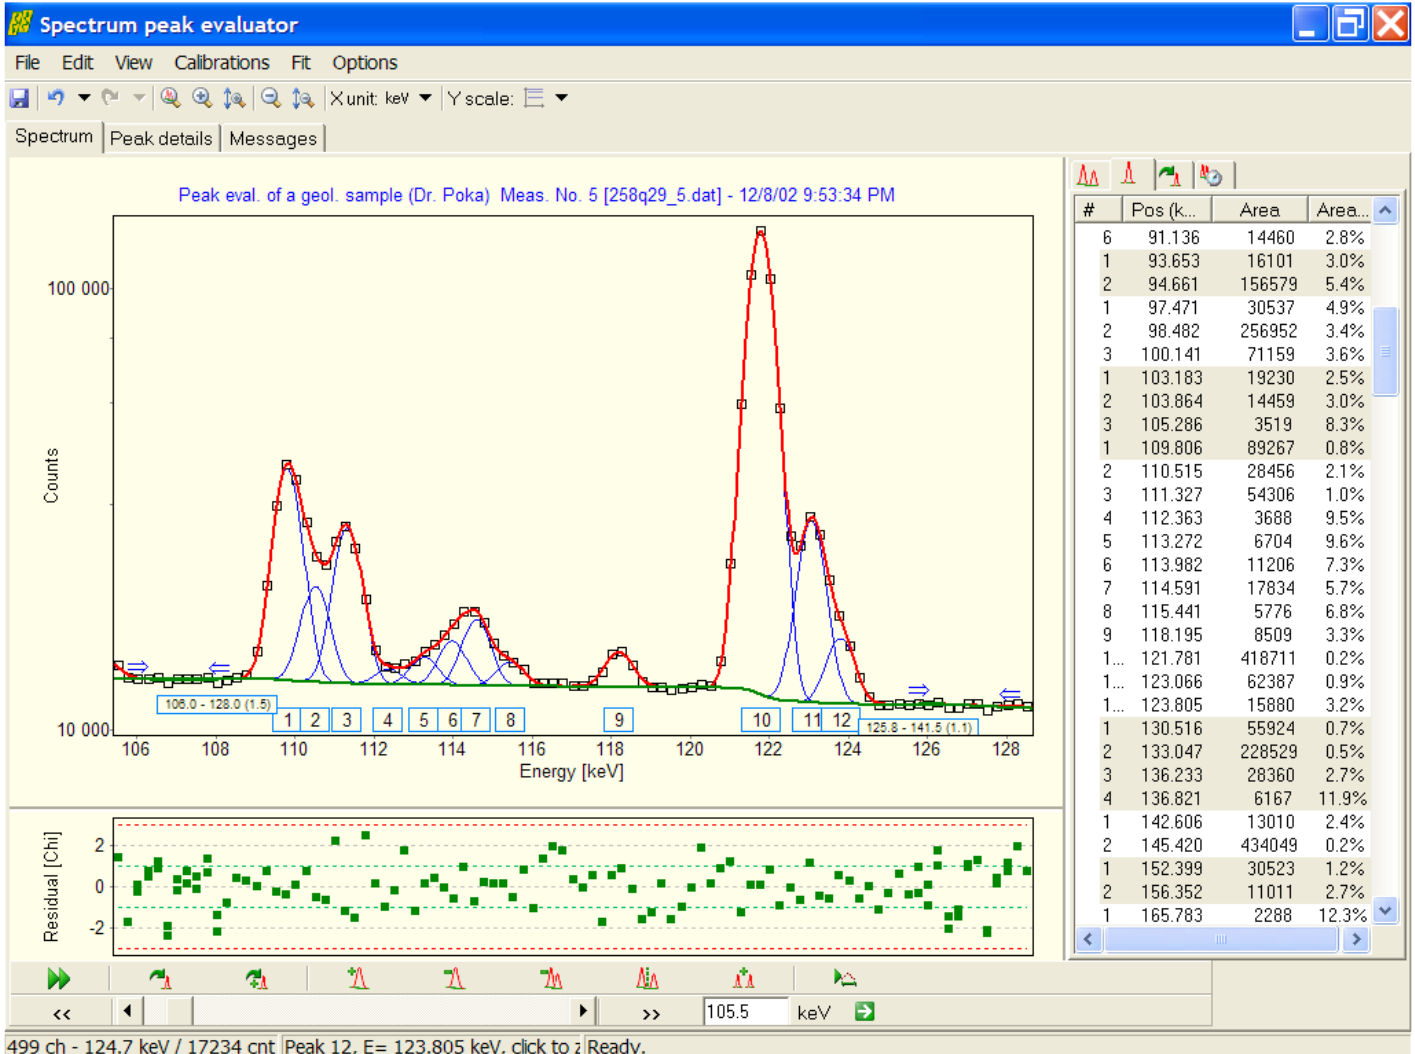 Spectrum peak evaluator
File Edit View Calibrations Fit Options
X unit: keV Y scale:
Spectrum Peak details Messages
Peak eval. of a geol. sample (Dr. Poka) Meas. No. 5 [258q29_5.dat] - 12/8/02 9:53:34 PM
100 000
10 000
Counts
106.0 - 128.0 (1.5)
1 2 3 4 5 6 7 8 9 10 11 12
125.8 - 141.5 (1.1)
106 108 110 112 114 116 118 120 122 124 126 128
Energy [keV]
Residual [Chi]
2
0
-2
# Pos (k... Area Area...
6 91.136 14460 2.8%
1 93.653 16101 3.0%
2 94.661 156579 5.4%
1 97.471 30537 4.9%
2 98.482 256952 3.4%
3 100.141 71159 3.6%
1 103.183 19230 2.5%
2 103.864 14459 3.0%
3 105.286 3519 8.3%
1 109.806 89267 0.8%
2 110.515 28456 2.1%
3 111.327 54306 1.0%
4 112.363 3688 9.5%
5 113.272 6704 9.6%
6 113.982 11206 7.3%
7 114.591 17834 5.7%
8 115.441 5776 6.8%
9 118.195 8509 3.3%
1... 121.781 418711 0.2%
1... 123.066 62387 0.9%
1... 123.805 15880 3.2%
1 130.516 55924 0.7%
2 133.047 228529 0.5%
3 136.233 28360 2.7%
4 136.821 6167 11.9%
1 142.606 13010 2.4%
2 145.420 434049 0.2%
1 152.399 30523 1.2%
2 156.352 11011 2.7%
1 165.783 2288 12.3%
<< >> 105.5 keV
499 ch - 124.7 keV / 17234 cnt Peak 12, E= 123.805 keV, click to z Ready.